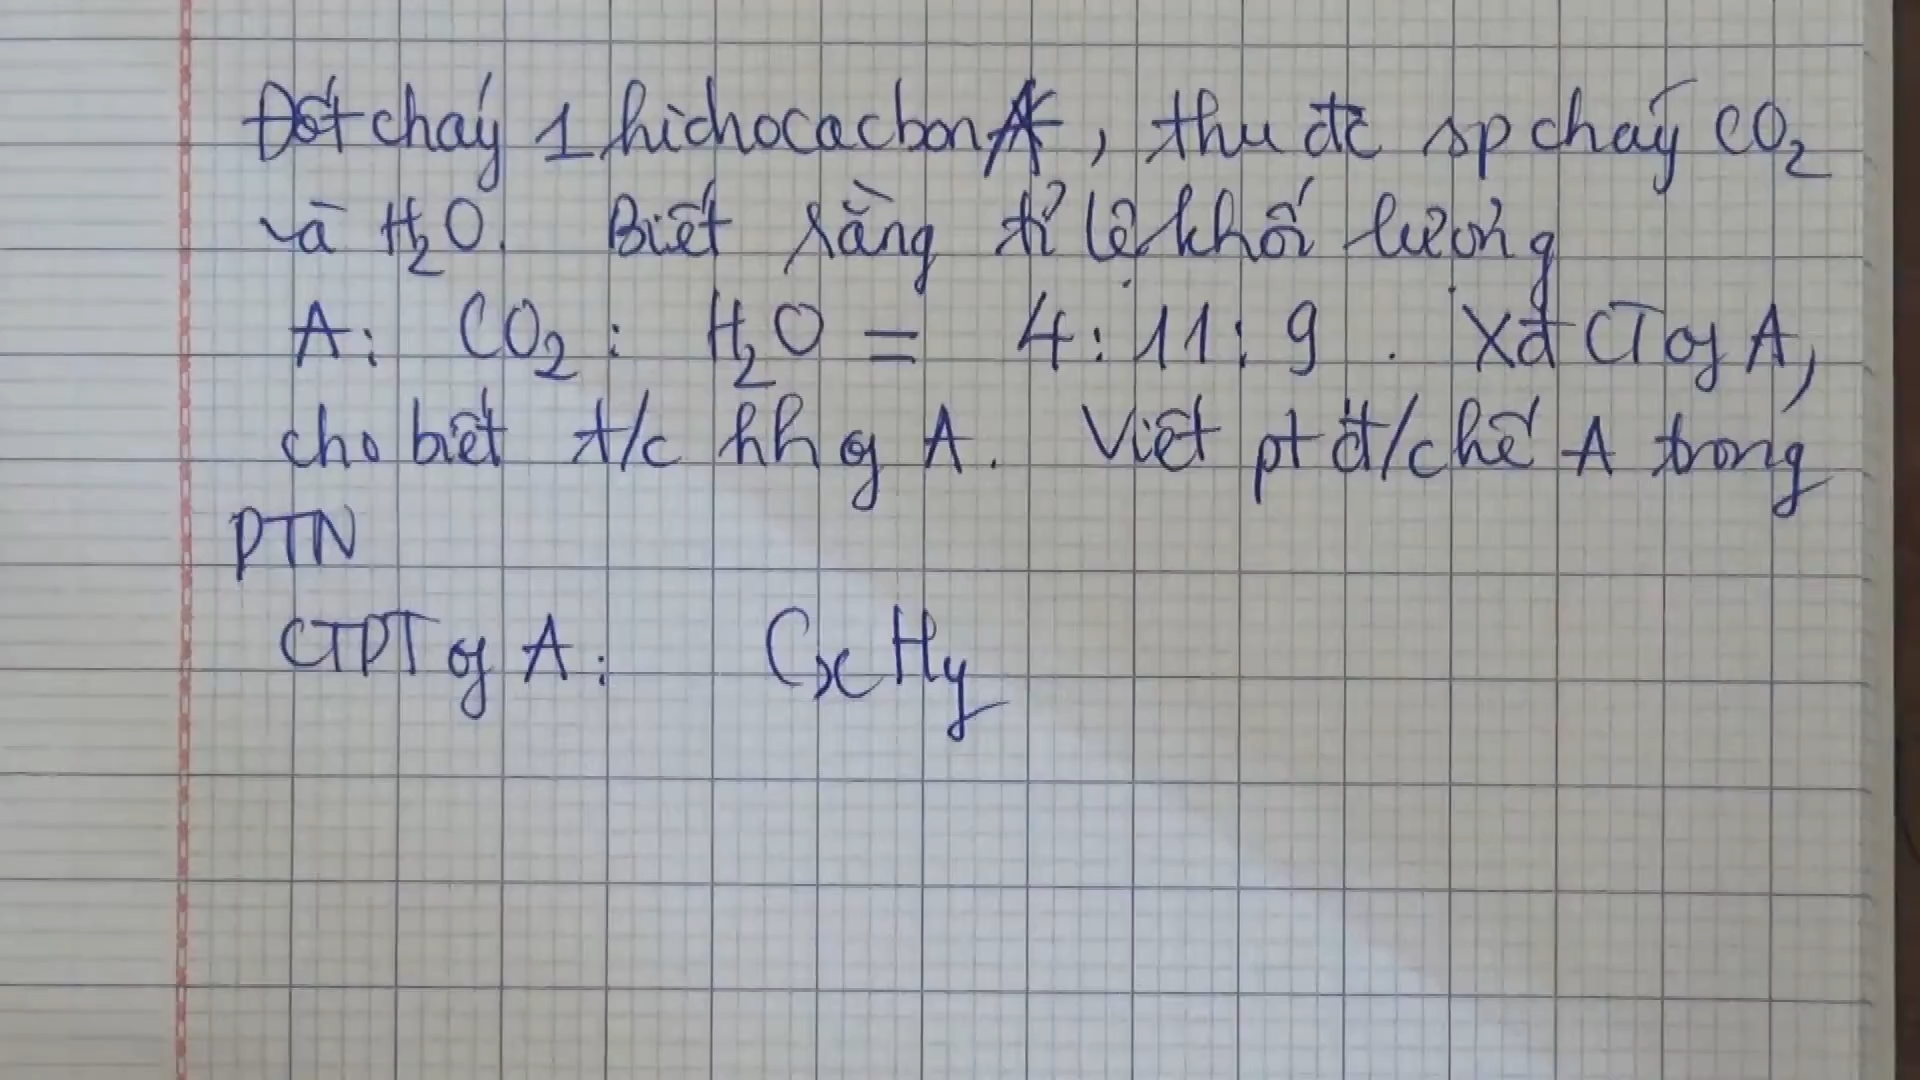 Đốt cháy 1 hiđrocacbon A, thu đc sp cháy CO₂
và H₂O. Biết rằng tỉ lệ khối lượng
A : CO₂ : H₂O = 4 : 11 : 9 . Xđ CT of A,
cho biết t/c hh of A. Viết pt đ/chế A trong
PTN
CTPT of A : CxHy